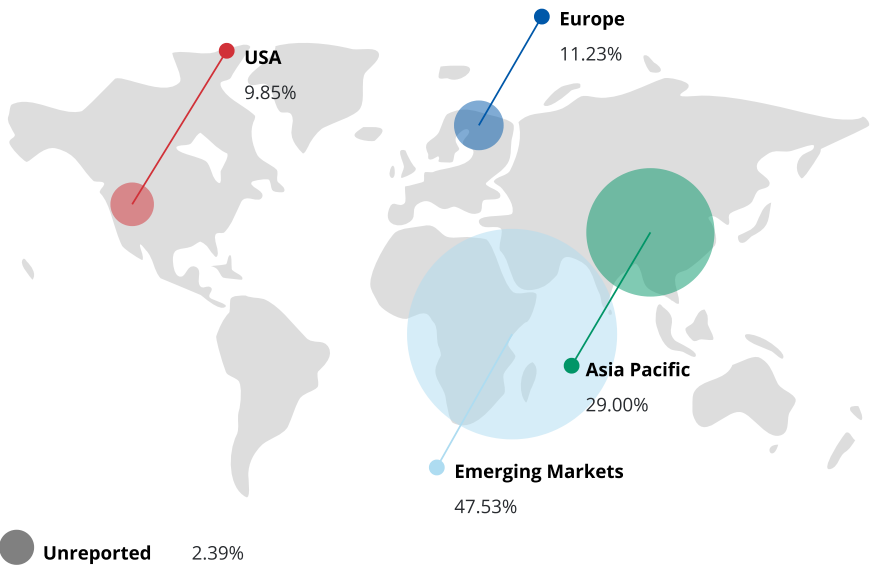 Europe
11.23%
USA
9.85%
Asia Pacific
29.00%
Emerging Markets
47.53%
Unreported 2.39%